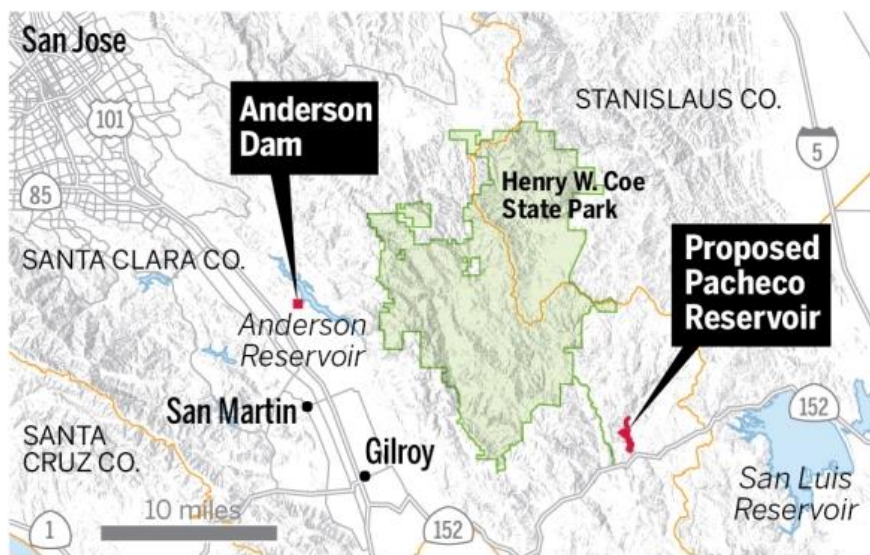 San Jose
101
Anderson
Dam
STANISLAUS CO.
5
85
Henry W. Coe
State Park
SANTA CLARA CO.
Proposed
Pacheco
Reservoir
Anderson
Reservoir
San Martin
152
SANTA
CRUZ CO.
Gilroy
San Luis
Reservoir
1
10 miles
152